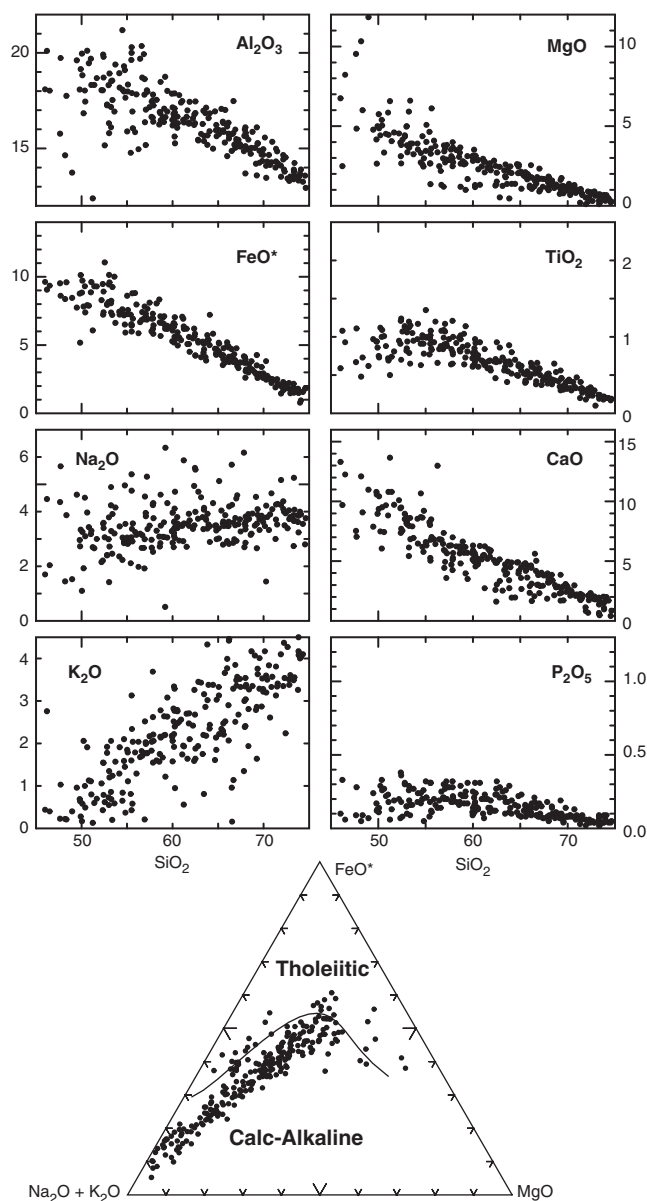 Al₂O₃
MgO
20
15
10
5
0
FeO*
TiO₂
10
5
0
2
1
0
Na₂O
CaO
6
4
2
0
15
10
5
0
K₂O
P₂O₅
4
3
2
1
0
1.0
0.5
0.0
50 60 70
50 60 70
SiO₂
SiO₂
FeO*
Tholeiitic
Calc-Alkaline
Na₂O + K₂O
MgO